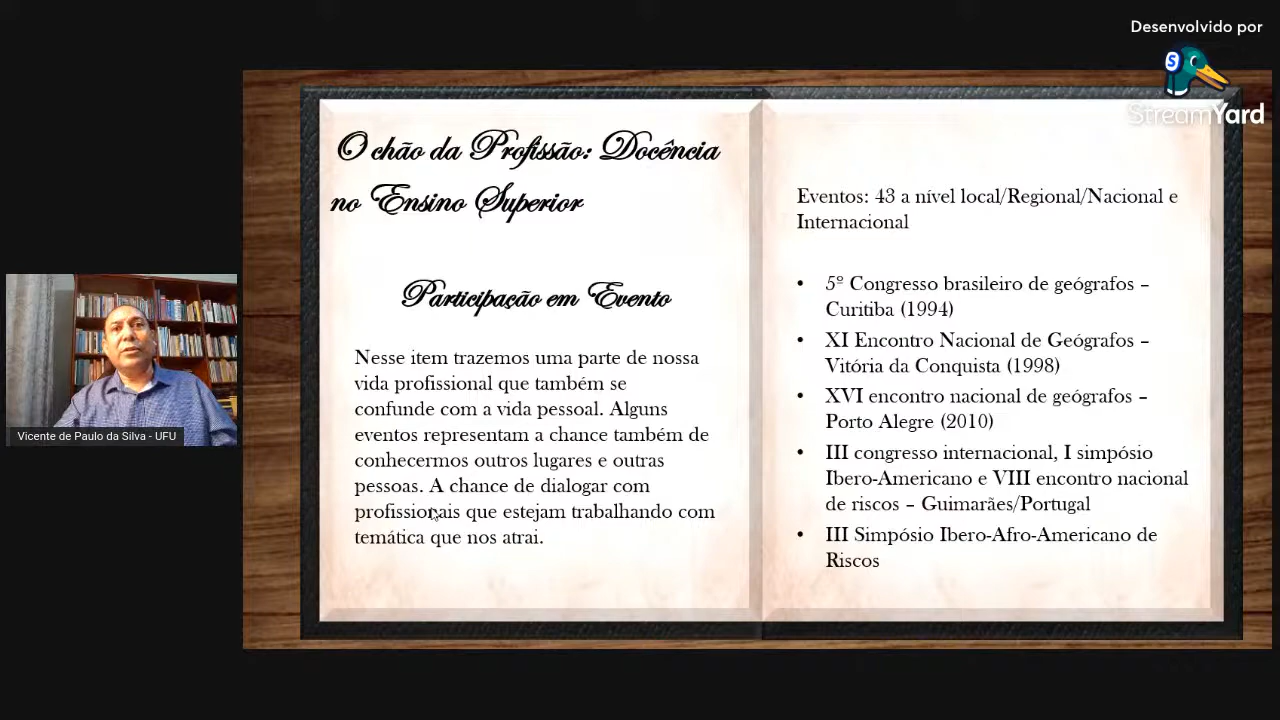 Desenvolvido por
StreamYard
O chão da Profissão: Docência
no Ensino Superior
Participação em Evento
Nesse item trazemos uma parte de nossa
vida profissional que também se
confunde com a vida pessoal. Alguns
eventos representam a chance também de
conhecermos outros lugares e outras
pessoas. A chance de dialogar com
profissionais que estejam trabalhando com
temática que nos atrai.
Eventos: 43 a nível local/Regional/Nacional e
Internacional
• 5º Congresso brasileiro de geógrafos –
Curitiba (1994)
• XI Encontro Nacional de Geógrafos –
Vitória da Conquista (1998)
• XVI encontro nacional de geógrafos –
Porto Alegre (2010)
• III congresso internacional, I simpósio
Ibero-Americano e VIII encontro nacional
de riscos – Guimarães/Portugal
• III Simpósio Ibero-Afro-Americano de
Riscos
Vicente de Paulo da Silva - UFU